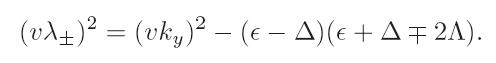 (vλ±)² = (vk_y)² − (ϵ − Δ)(ϵ + Δ ∓ 2Λ).